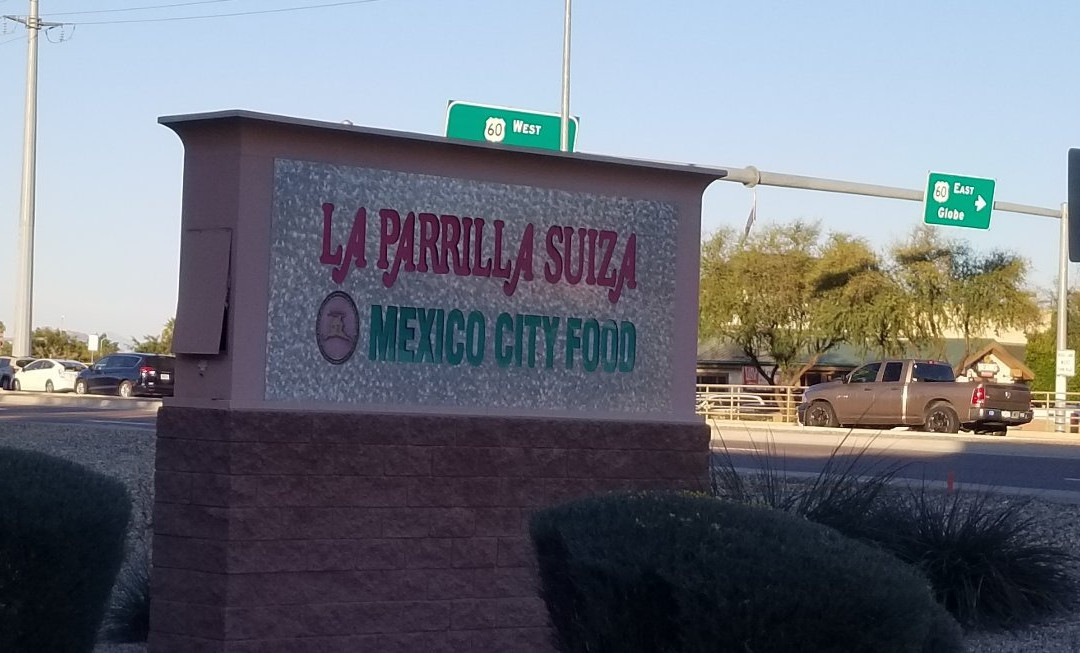 60 WEST
60 EAST
Globe
LA PARRILLA SUIZA
MEXICO CITY FOOD